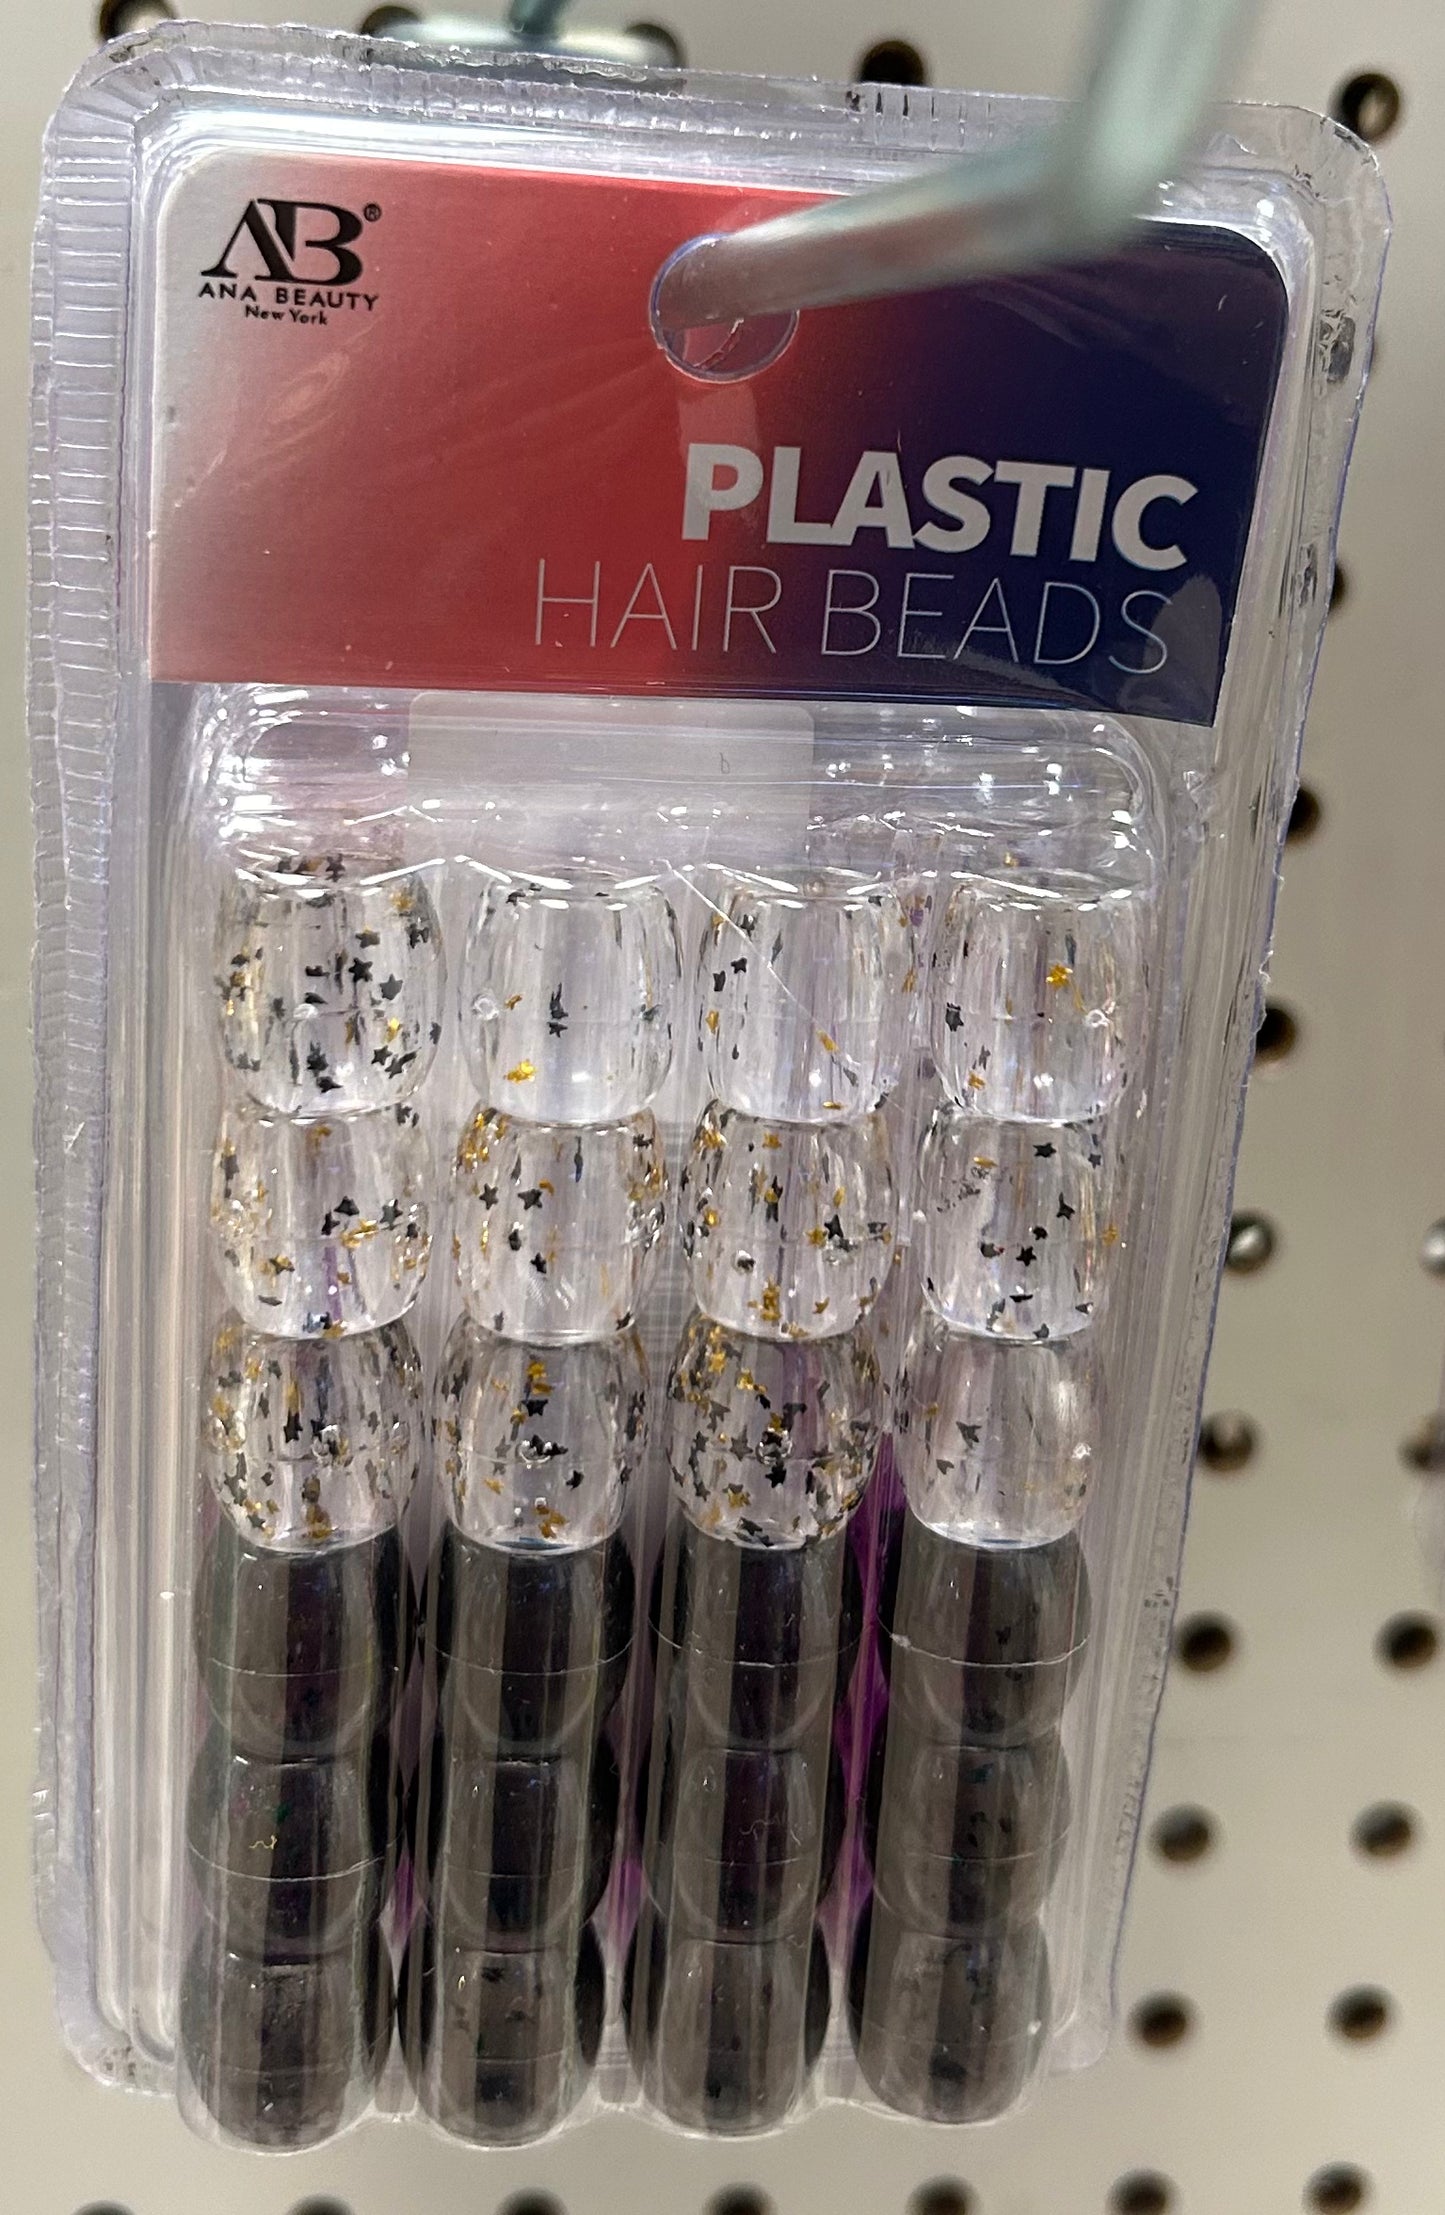 AB®
ANA BEAUTY
New York
PLASTIC
HAIR BEADS